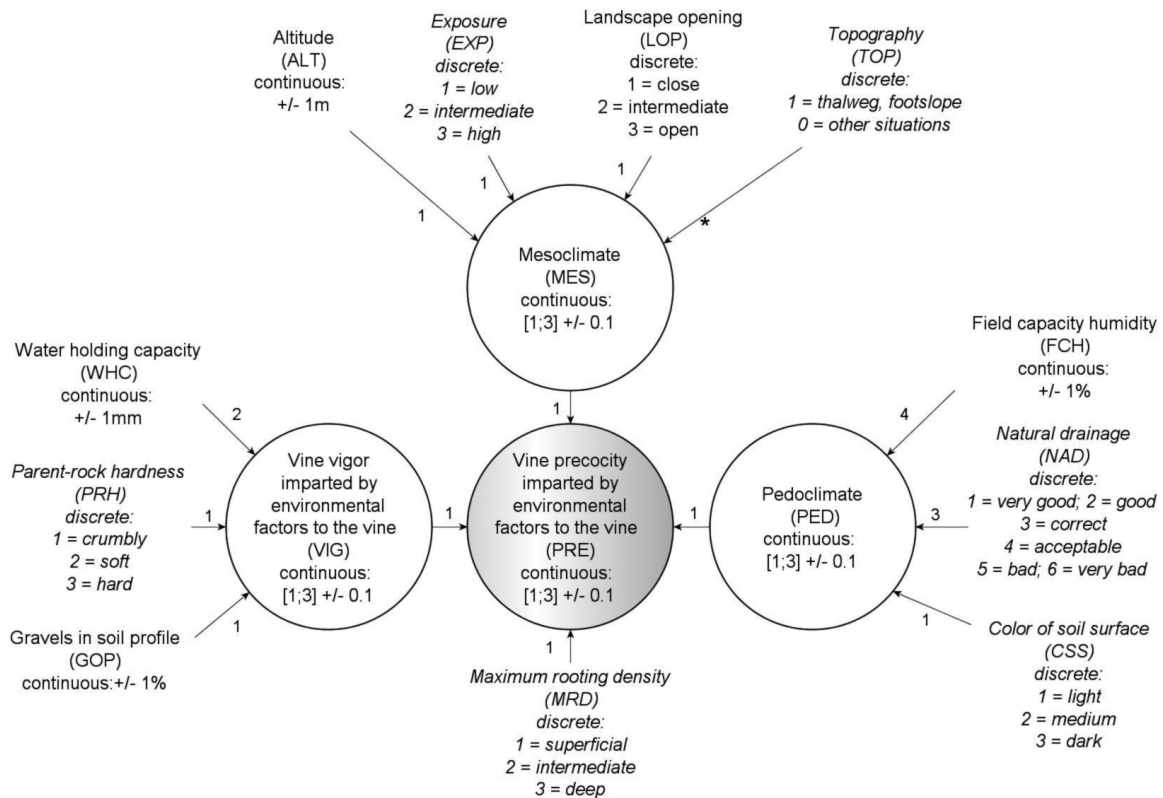 Altitude
(ALT)
continuous:
+/- 1m
Exposure
(EXP)
discrete:
1 = low
2 = intermediate
3 = high
Landscape opening
(LOP)
discrete:
1 = close
2 = intermediate
3 = open
Topography
(TOP)
discrete:
1 = thalweg, footslope
0 = other situations
1
1
1
*
Mesoclimate
(MES)
continuous:
[1;3] +/- 0.1
1
Water holding capacity
(WHC)
continuous:
+/- 1mm
2
Parent-rock hardness
(PRH)
discrete:
1 = crumbly
2 = soft
3 = hard
1
Gravels in soil profile
(GOP)
continuous:+/- 1%
1
Vine vigor
imparted by
environmental
factors to the vine
(VIG)
continuous:
[1;3] +/- 0.1
1
Vine precocity
imparted by
environmental
factors to the vine
(PRE)
continuous:
[1;3] +/- 0.1
1
Pedoclimate
(PED)
continuous:
[1;3] +/- 0.1
Field capacity humidity
(FCH)
continuous:
+/- 1%
4
Natural drainage
(NAD)
discrete:
1 = very good; 2 = good
3 = correct
4 = acceptable
5 = bad; 6 = very bad
3
Color of soil surface
(CSS)
discrete:
1 = light
2 = medium
3 = dark
1
1
Maximum rooting density
(MRD)
discrete:
1 = superficial
2 = intermediate
3 = deep